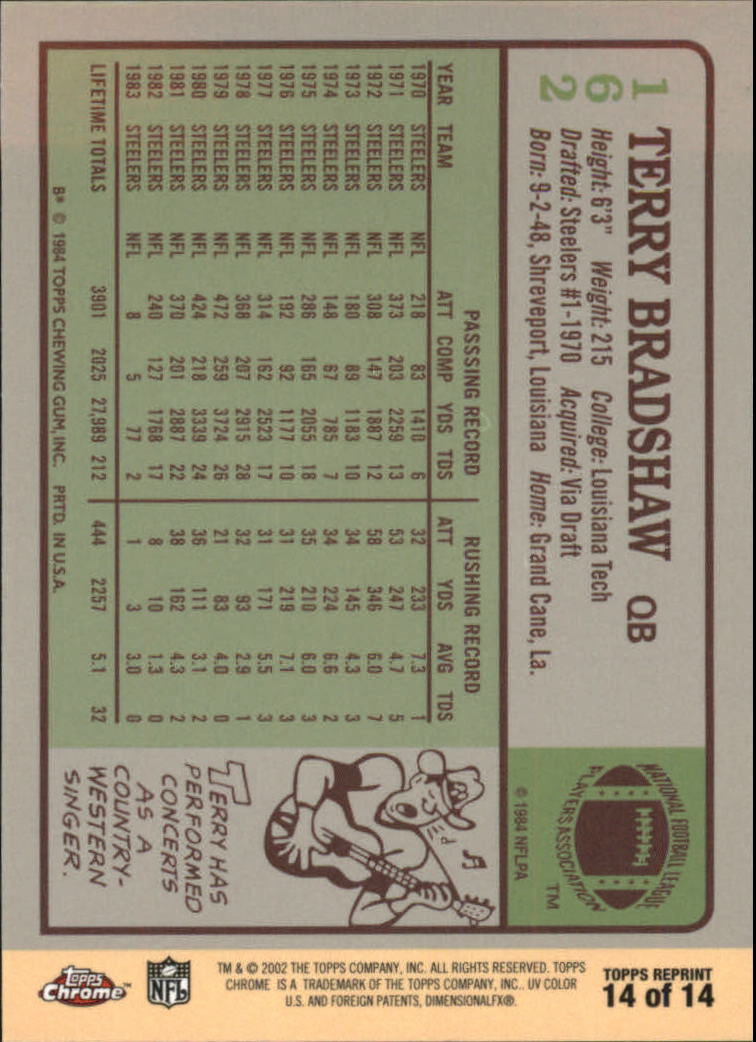 162
TERRY BRADSHAW QB
Height: 6'3" Weight: 215 College: Louisiana Tech
Drafted: Steelers #1-1970 Acquired: Via Draft
Born: 9-2-48, Shreveport, Louisiana Home: Grand Cane, La.
NATIONAL FOOTBALL LEAGUE
PLAYERS ASSOCIATION
TM
© 1984 NFLPA
PASSING RECORD RUSHING RECORD
YEAR TEAM ATT COMP YDS TDS ATT YDS AVG TDS
1970 STEELERS NFL 218 83 1410 6 32 233 7.3 1
1971 STEELERS NFL 373 203 2259 13 53 247 4.7 5
1972 STEELERS NFL 308 147 1887 12 58 346 6.0 7
1973 STEELERS NFL 180 89 1183 10 34 145 4.3 3
1974 STEELERS NFL 148 67 785 7 34 224 6.6 2
1975 STEELERS NFL 286 165 2055 18 35 210 6.0 3
1976 STEELERS NFL 192 92 1177 10 31 219 7.1 3
1977 STEELERS NFL 314 162 2523 17 31 171 5.5 3
1978 STEELERS NFL 368 207 2915 28 32 93 2.9 1
1979 STEELERS NFL 472 259 3724 26 21 83 4.0 0
1980 STEELERS NFL 424 218 3339 24 36 111 3.1 2
1981 STEELERS NFL 370 201 2887 22 38 162 4.3 2
1982 STEELERS NFL 240 127 1768 17 8 10 1.3 0
1983 STEELERS NFL 8 5 77 2 1 3 3.0 0
LIFETIME TOTALS 3901 2025 27,989 212 444 2257 5.1 32
B* © 1984 TOPPS CHEWING GUM, INC. PRTD. IN U.S.A.
TERRY HAS
PERFORMED
CONCERTS
AS A
COUNTRY-
WESTERN
SINGER.
Topps
Chrome™
NFL
TM & © 2002 THE TOPPS COMPANY, INC. ALL RIGHTS RESERVED. TOPPS
CHROME IS A TRADEMARK OF THE TOPPS COMPANY, INC.. UV COLOR
U.S. AND FOREIGN PATENTS, DIMENSIONALFX®.
TOPPS REPRINT
14 of 14